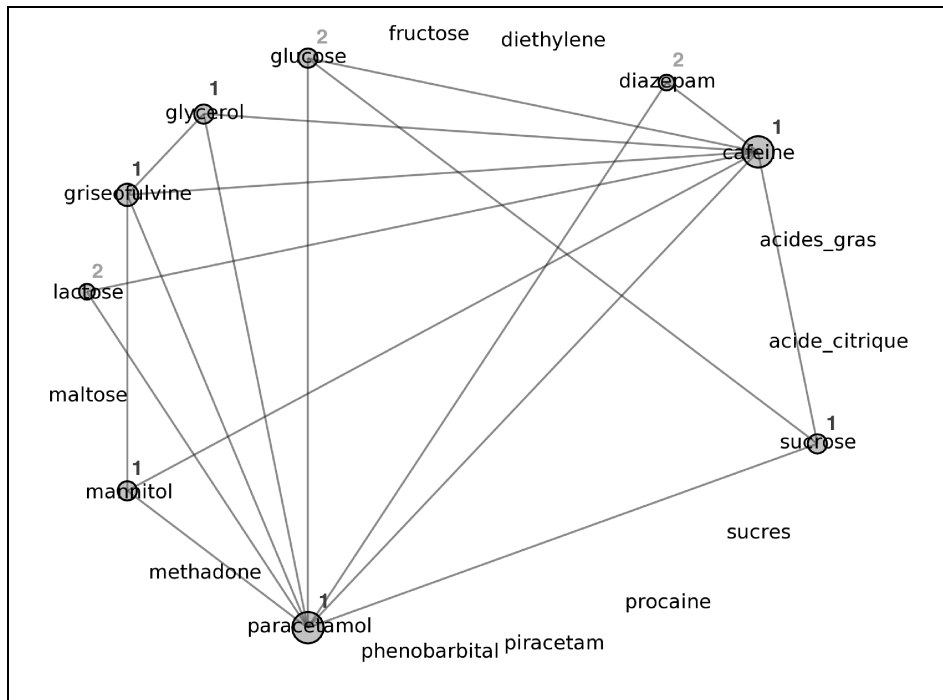 fructose
2
glucose
diethylene
2
diazepam
1
glycerol
1
cafeine
1
griseofulvine
acides_gras
2
lactose
acide_citrique
maltose
1
sucrose
1
mannitol
sucres
methadone
procaine
1
paracetamol
piracetam
phenobarbital